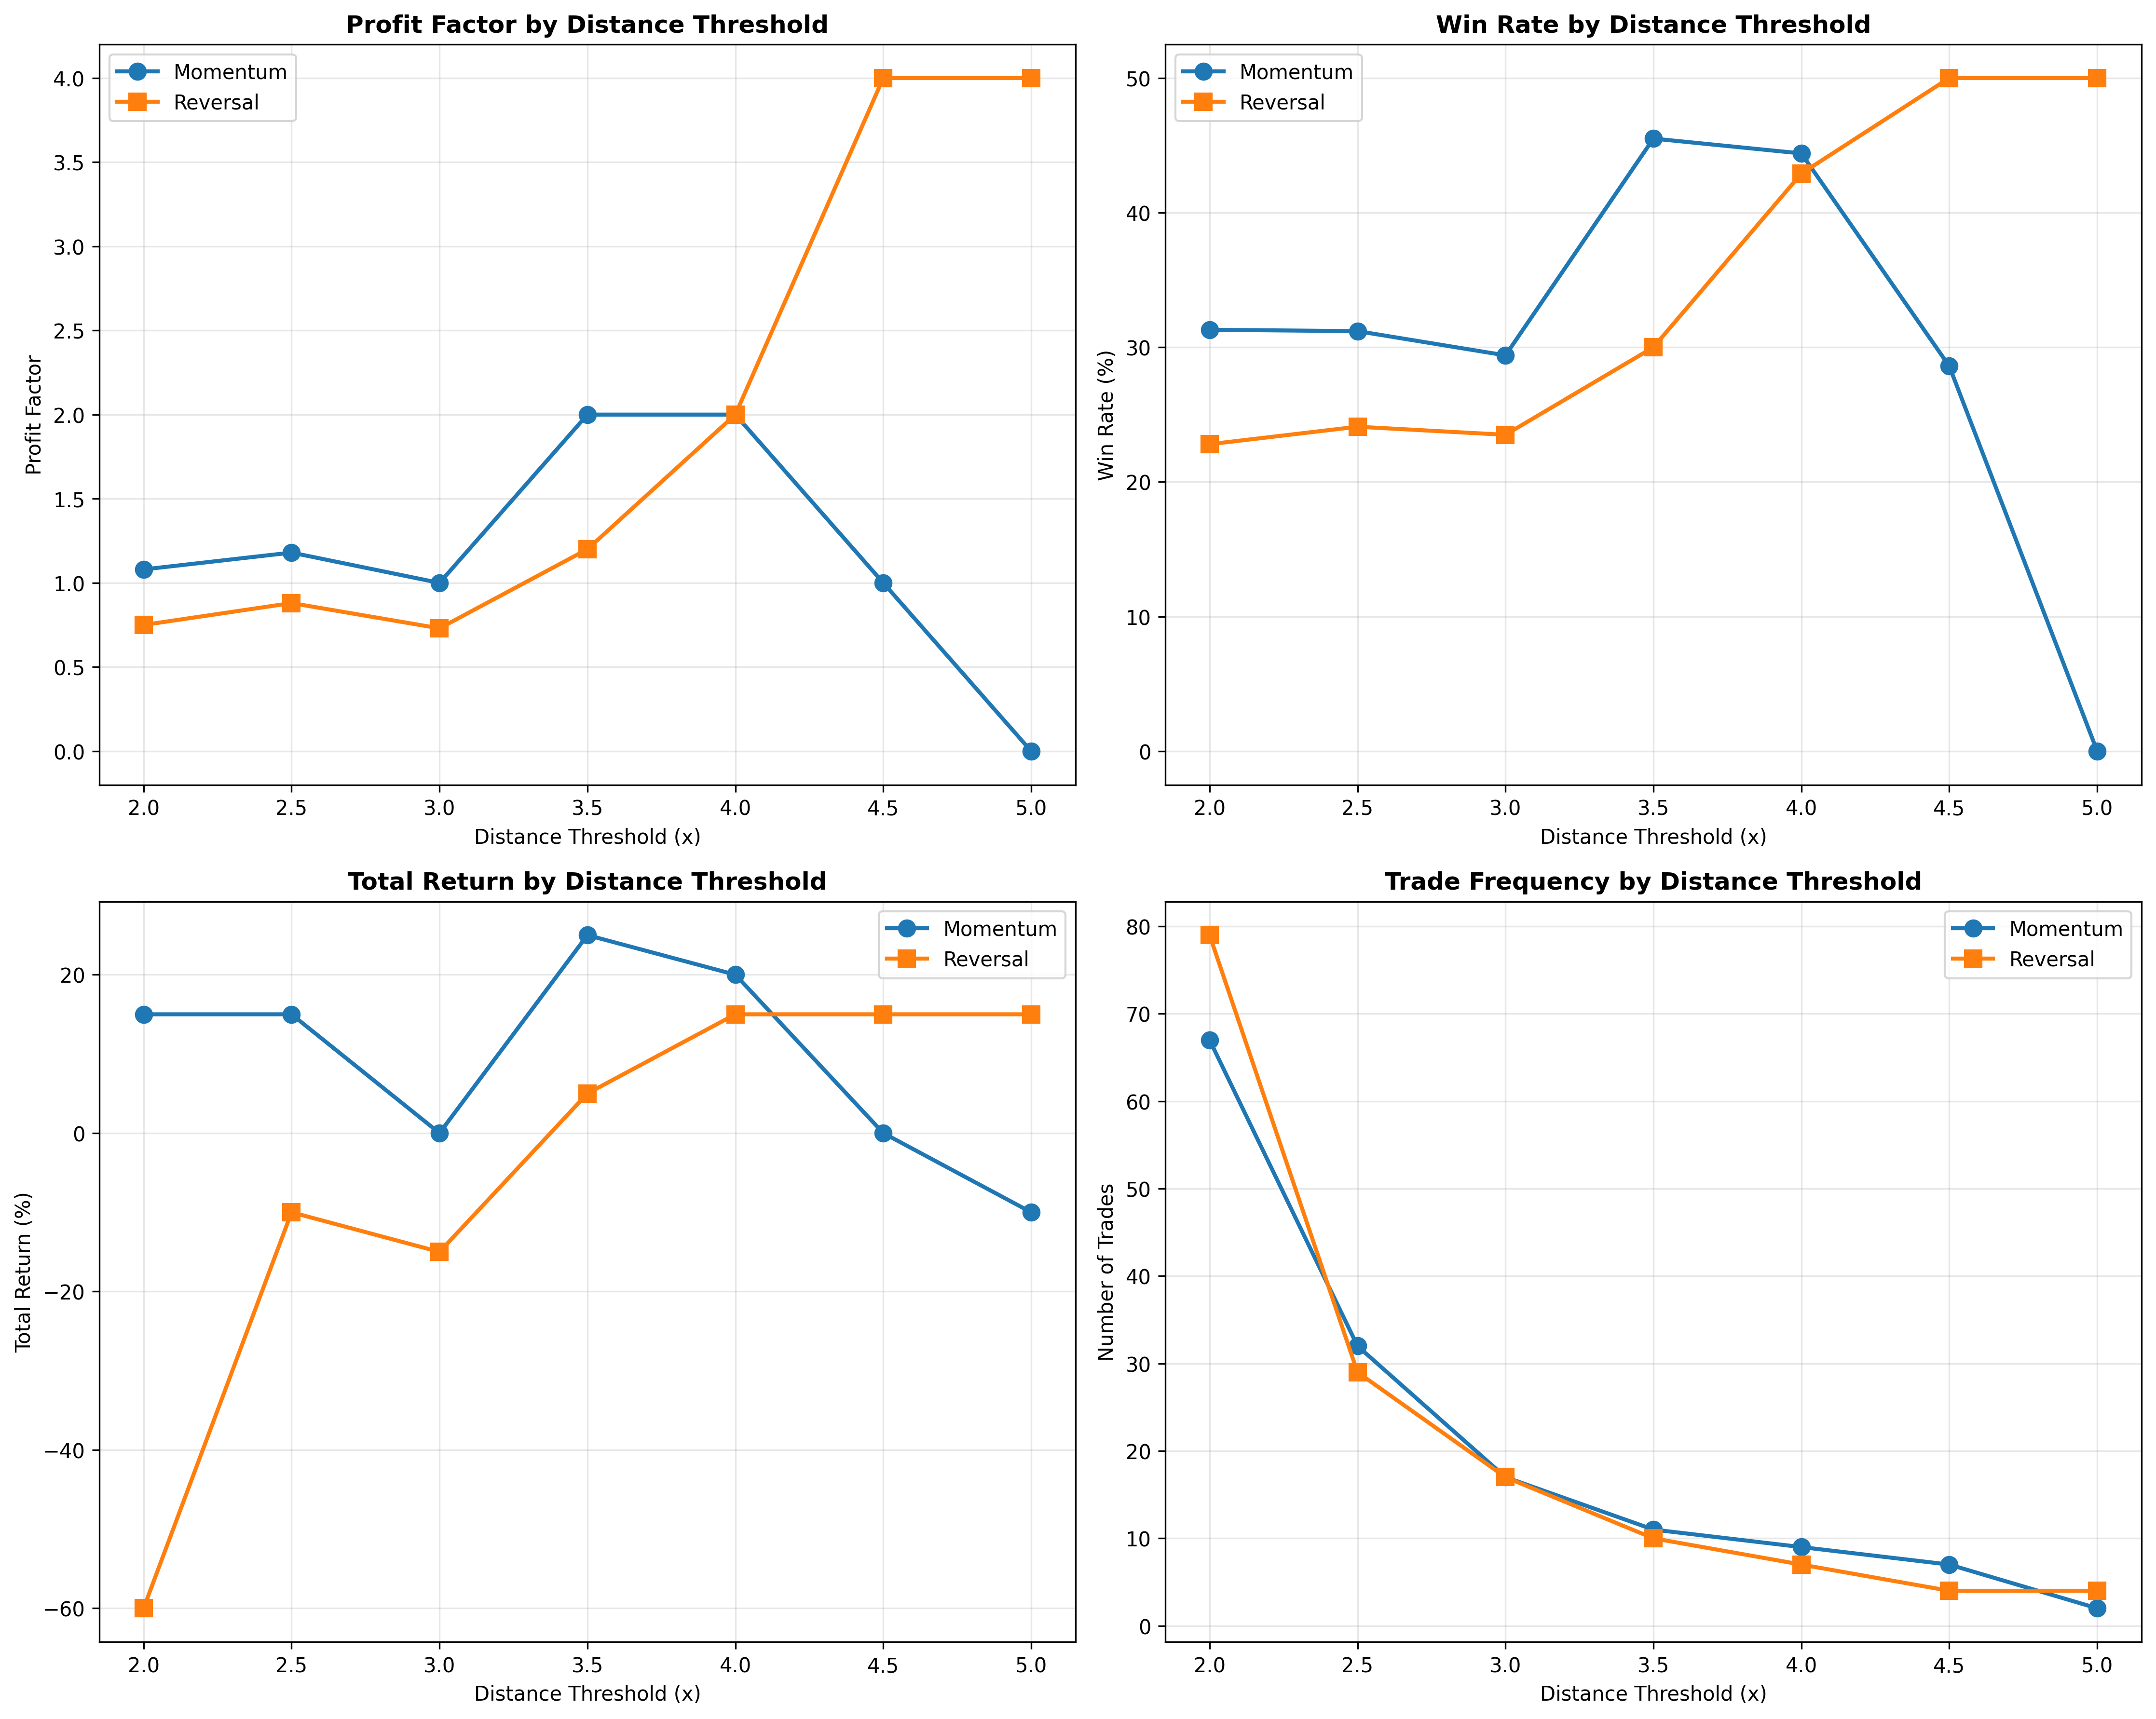 Profit Factor by Distance Threshold
Momentum
Reversal
4.0
3.5
3.0
2.5
2.0
1.5
1.0
0.5
0.0
Profit Factor
2.0 2.5 3.0 3.5 4.0 4.5 5.0
Distance Threshold (x)
Win Rate by Distance Threshold
Momentum
Reversal
50
40
30
20
10
0
Win Rate (%)
2.0 2.5 3.0 3.5 4.0 4.5 5.0
Distance Threshold (x)
Total Return by Distance Threshold
Momentum
Reversal
20
0
−20
−40
−60
Total Return (%)
2.0 2.5 3.0 3.5 4.0 4.5 5.0
Distance Threshold (x)
Trade Frequency by Distance Threshold
Momentum
Reversal
80
70
60
50
40
30
20
10
0
Number of Trades
2.0 2.5 3.0 3.5 4.0 4.5 5.0
Distance Threshold (x)